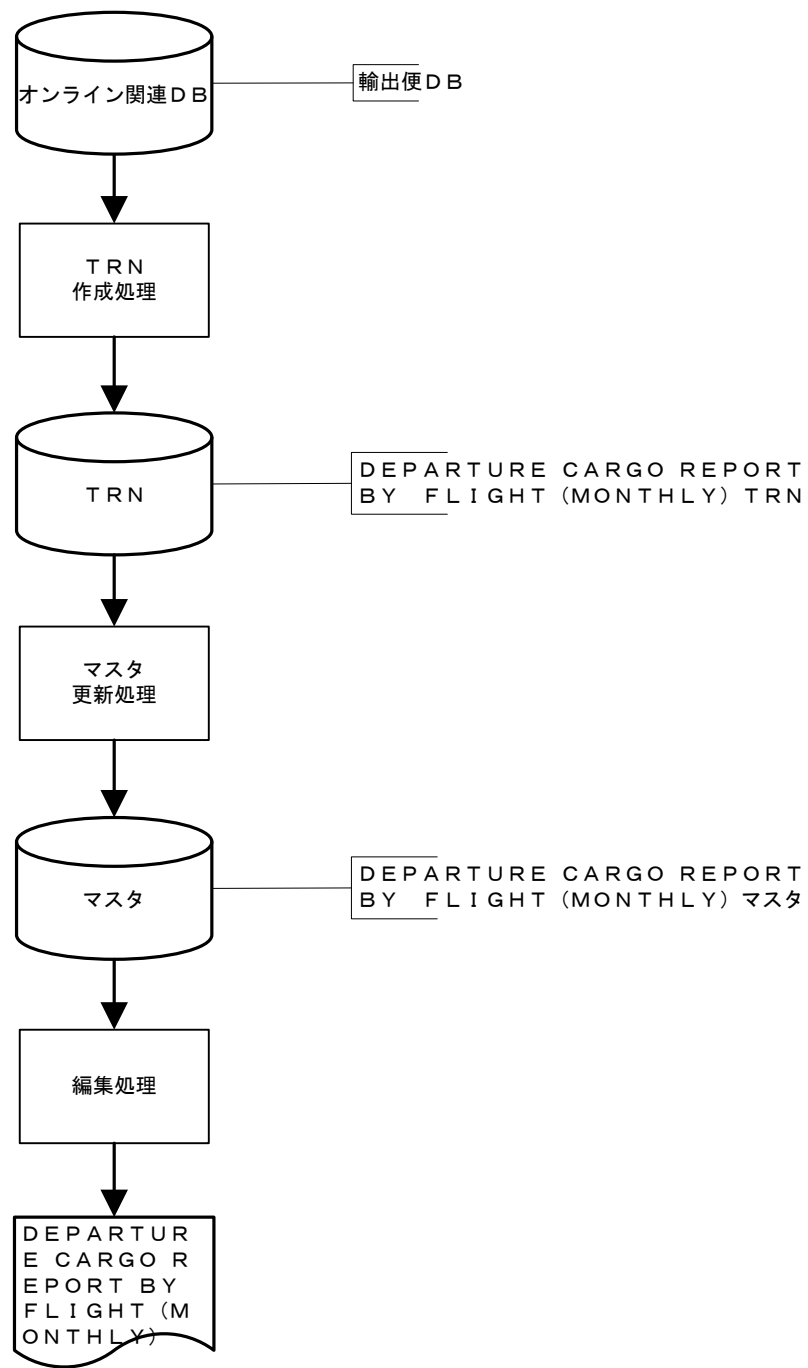 オンライン関連ＤＢ
輸出便ＤＢ
ＴＲＮ
作成処理
ＴＲＮ
ＤＥＰＡＲＴＵＲＥ ＣＡＲＧＯ ＲＥＰＯＲＴ
ＢＹ　ＦＬＩＧＨＴ（ＭＯＮＴＨＬＹ）ＴＲＮ
マスタ
更新処理
マスタ
ＤＥＰＡＲＴＵＲＥ ＣＡＲＧＯ ＲＥＰＯＲＴ
ＢＹ　ＦＬＩＧＨＴ（ＭＯＮＴＨＬＹ）マスタ
編集処理
ＤＥＰＡＲＴＵＲ
Ｅ ＣＡＲＧＯ Ｒ
ＥＰＯＲＴ ＢＹ
ＦＬＩＧＨＴ（Ｍ
ＯＮＴＨＬＹ）